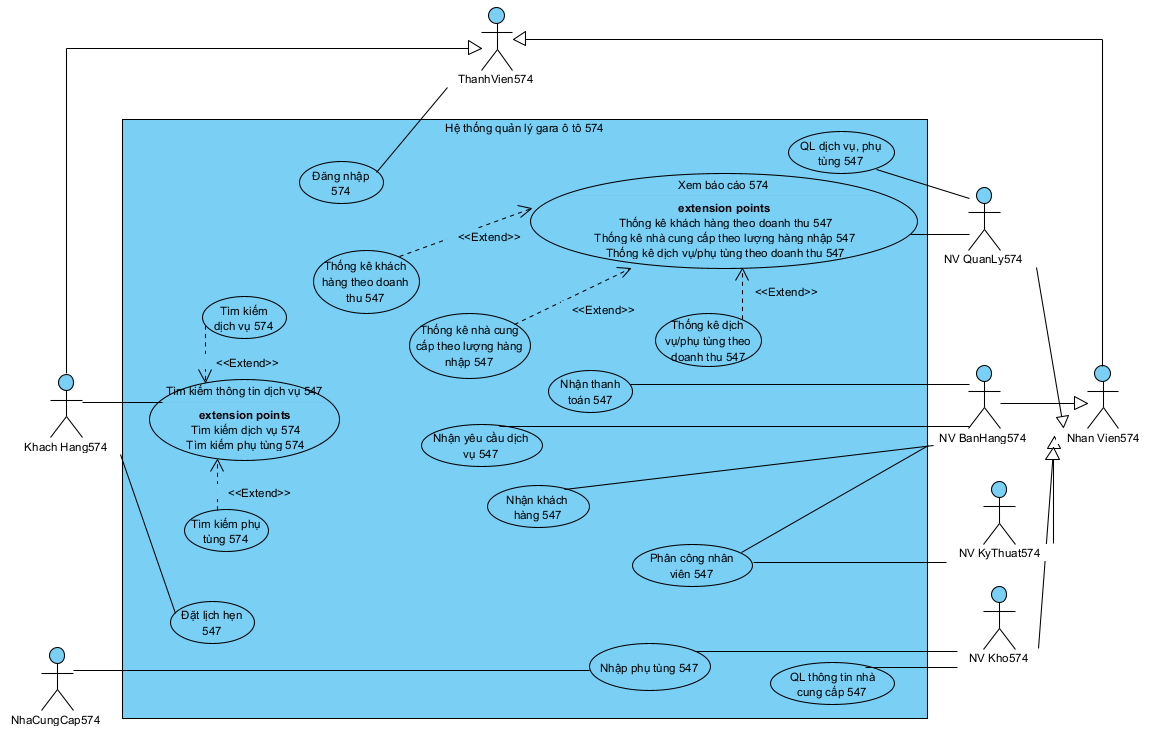 ThanhVien574
Hệ thống quản lý gara ô tô 574
QL dịch vụ, phụ
tùng 547
Đăng nhập
574
Xem báo cáo 574
extension points
Thống kê khách hàng theo doanh thu 547
Thống kê nhà cung cấp theo lượng hàng nhập 547
Thống kê dịch vụ/phụ tùng theo doanh thu 547
<<Extend>>
NV QuanLy574
Thống kê khách
hàng theo doanh
thu 547
<<Extend>>
<<Extend>>
Tìm kiếm
dịch vụ 574
Thống kê nhà cung
cấp theo lượng hàng
nhập 547
Thống kê dịch
vụ/phụ tùng theo
doanh thu 547
<<Extend>>
Tìm kiếm thông tin dịch vụ 547
extension points
Tìm kiếm dịch vụ 574
Tìm kiếm phụ tùng 574
Nhận thanh
toán 547
Khach Hang574
NV BanHang574
Nhan Vien574
Nhận yêu cầu dịch
vụ 547
<<Extend>>
Nhận khách
hàng 547
Tìm kiếm phụ
tùng 574
NV KyThuat574
Phân công nhân
viên 547
Đặt lịch hẹn
547
NV Kho574
Nhập phụ tùng 547
QL thông tin nhà
cung cấp 547
NhaCungCap574